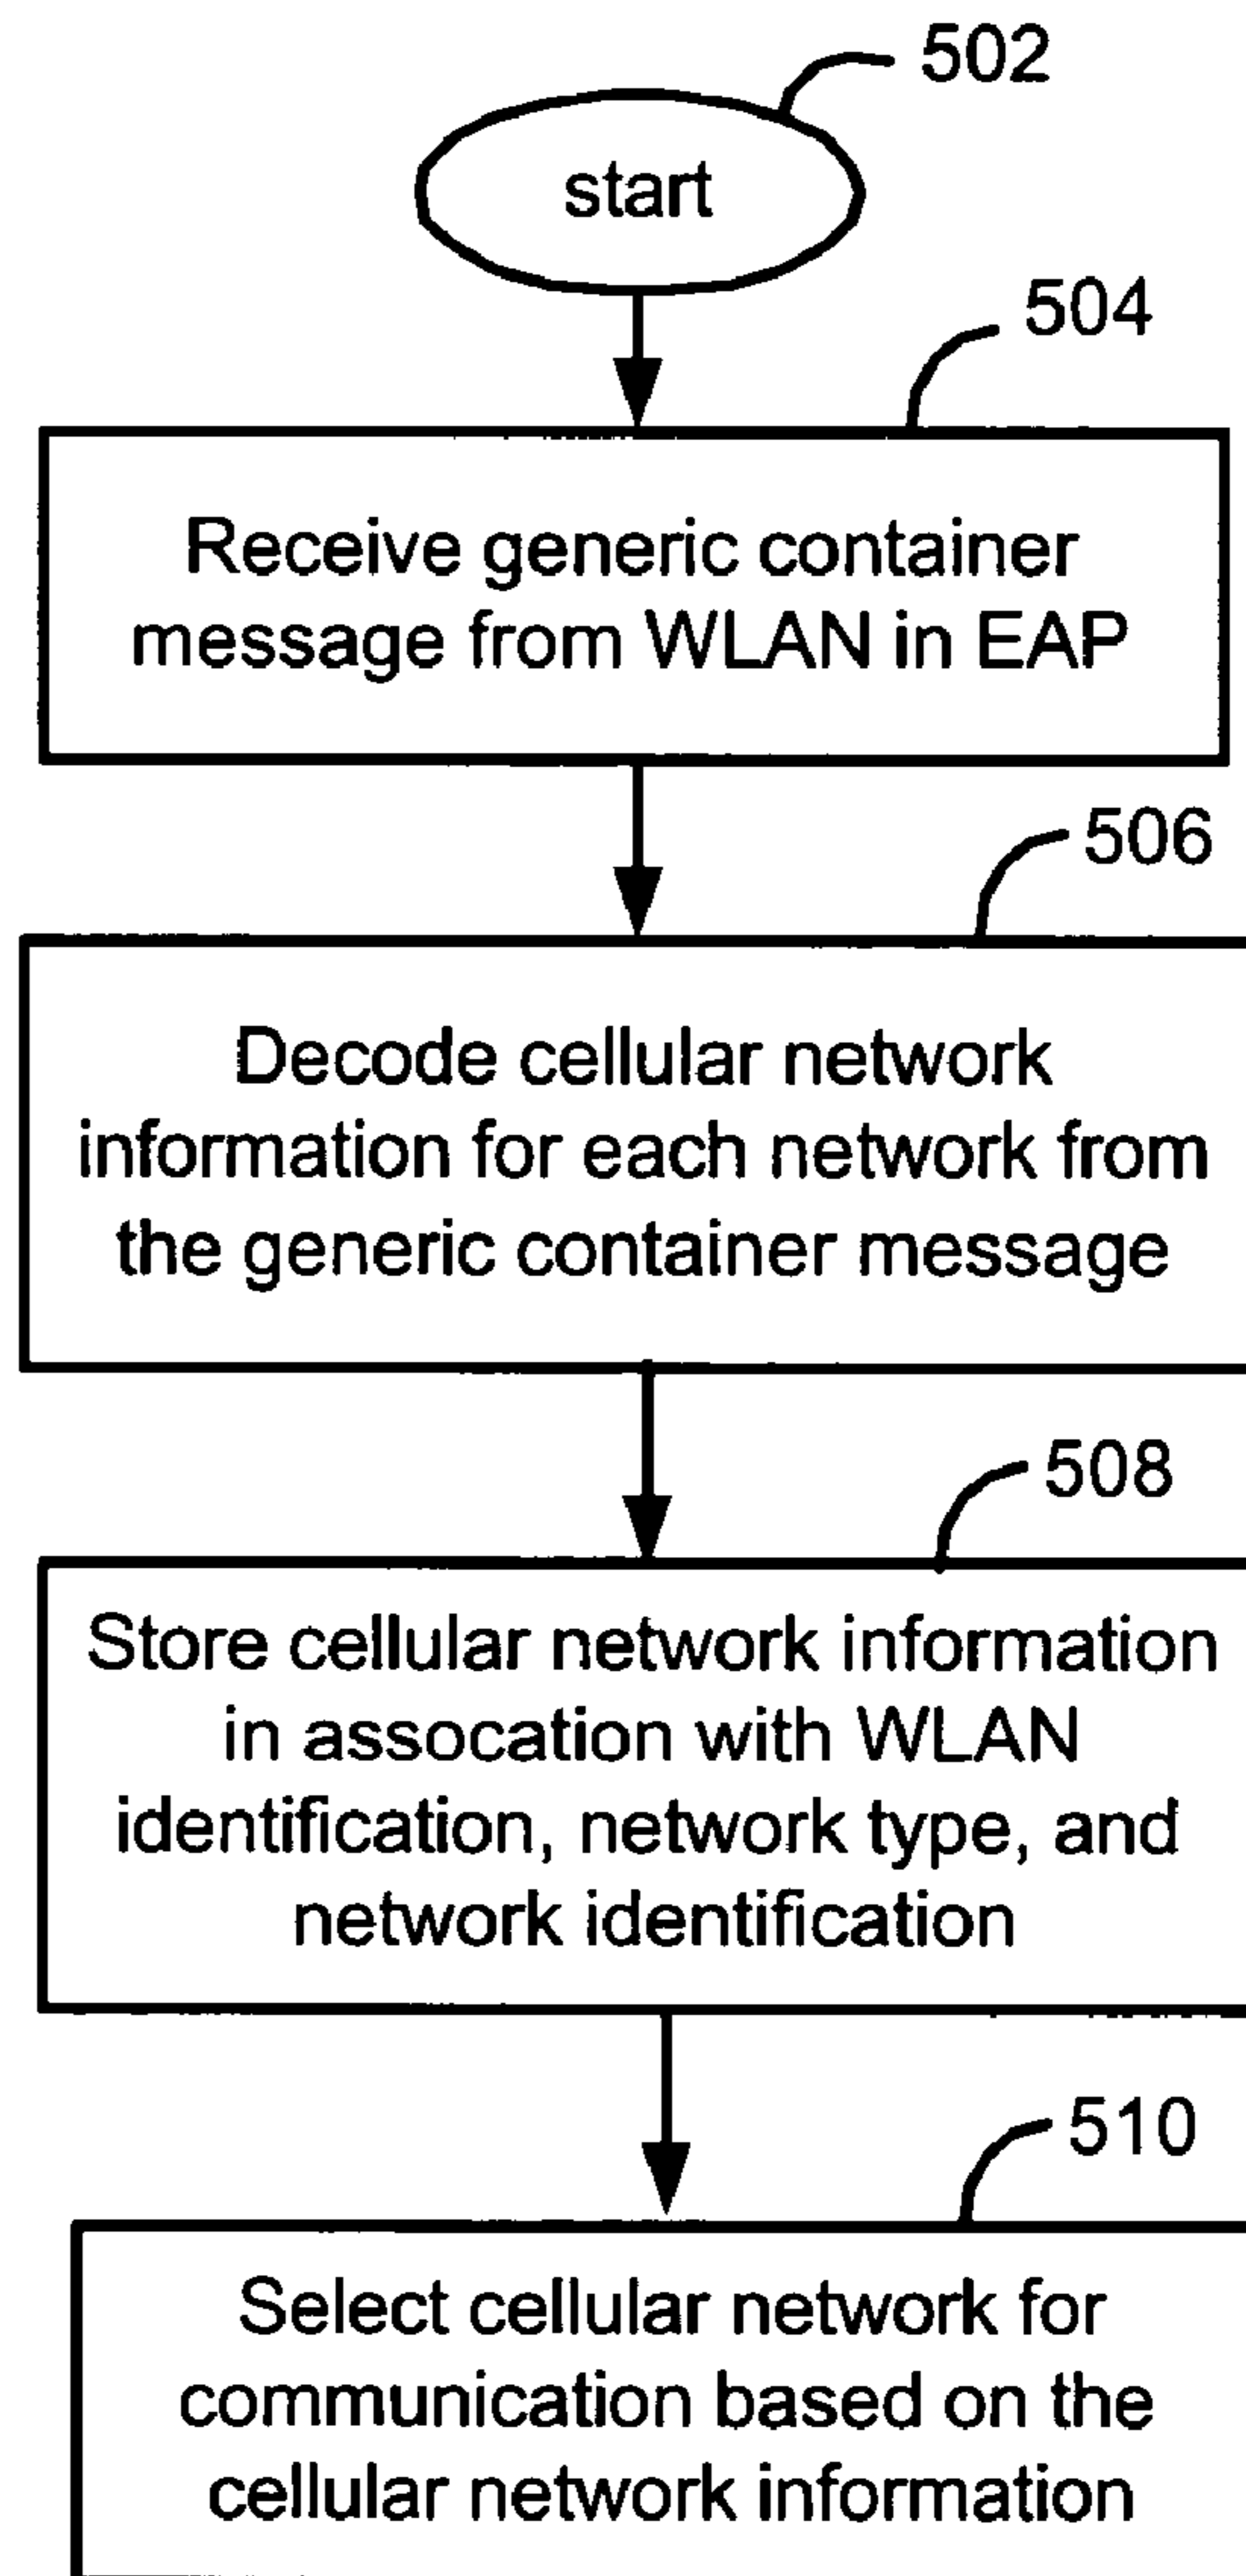 502
start
504
Receive generic container
message from WLAN in EAP
506
Decode cellular network
information for each network from
the generic container message
508
Store cellular network information
in assocation with WLAN
identification, network type, and
network identification
510
Select cellular network for
communication based on the
cellular network information